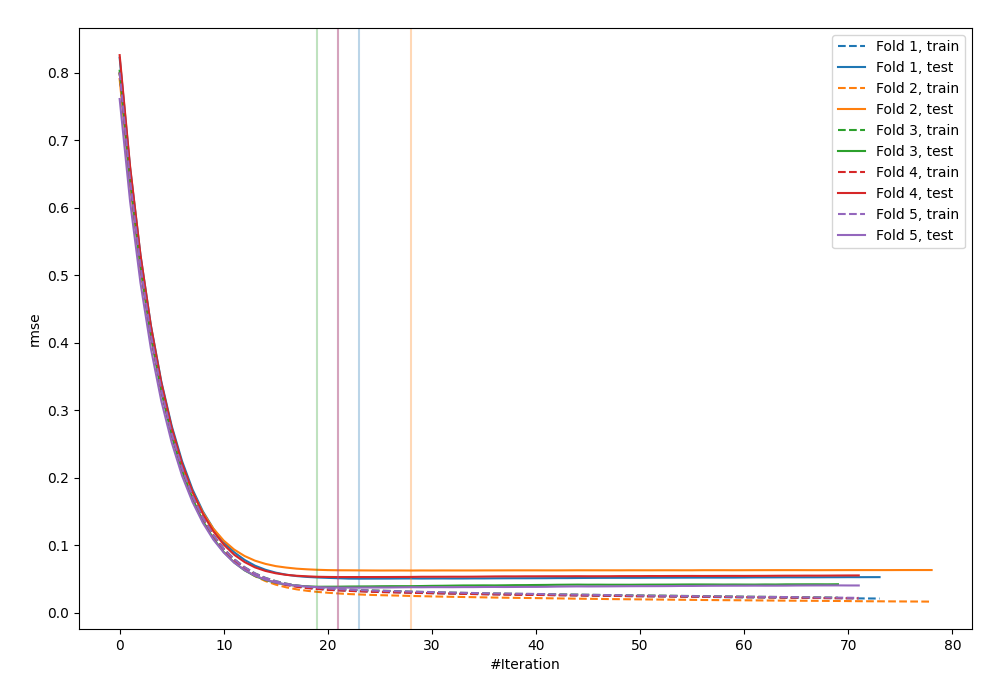 0.8
0.7
0.6
0.5
0.4
0.3
0.2
0.1
0.0
rmse
0 10 20 30 40 50 60 70 80
#Iteration
Fold 1, train
Fold 1, test
Fold 2, train
Fold 2, test
Fold 3, train
Fold 3, test
Fold 4, train
Fold 4, test
Fold 5, train
Fold 5, test